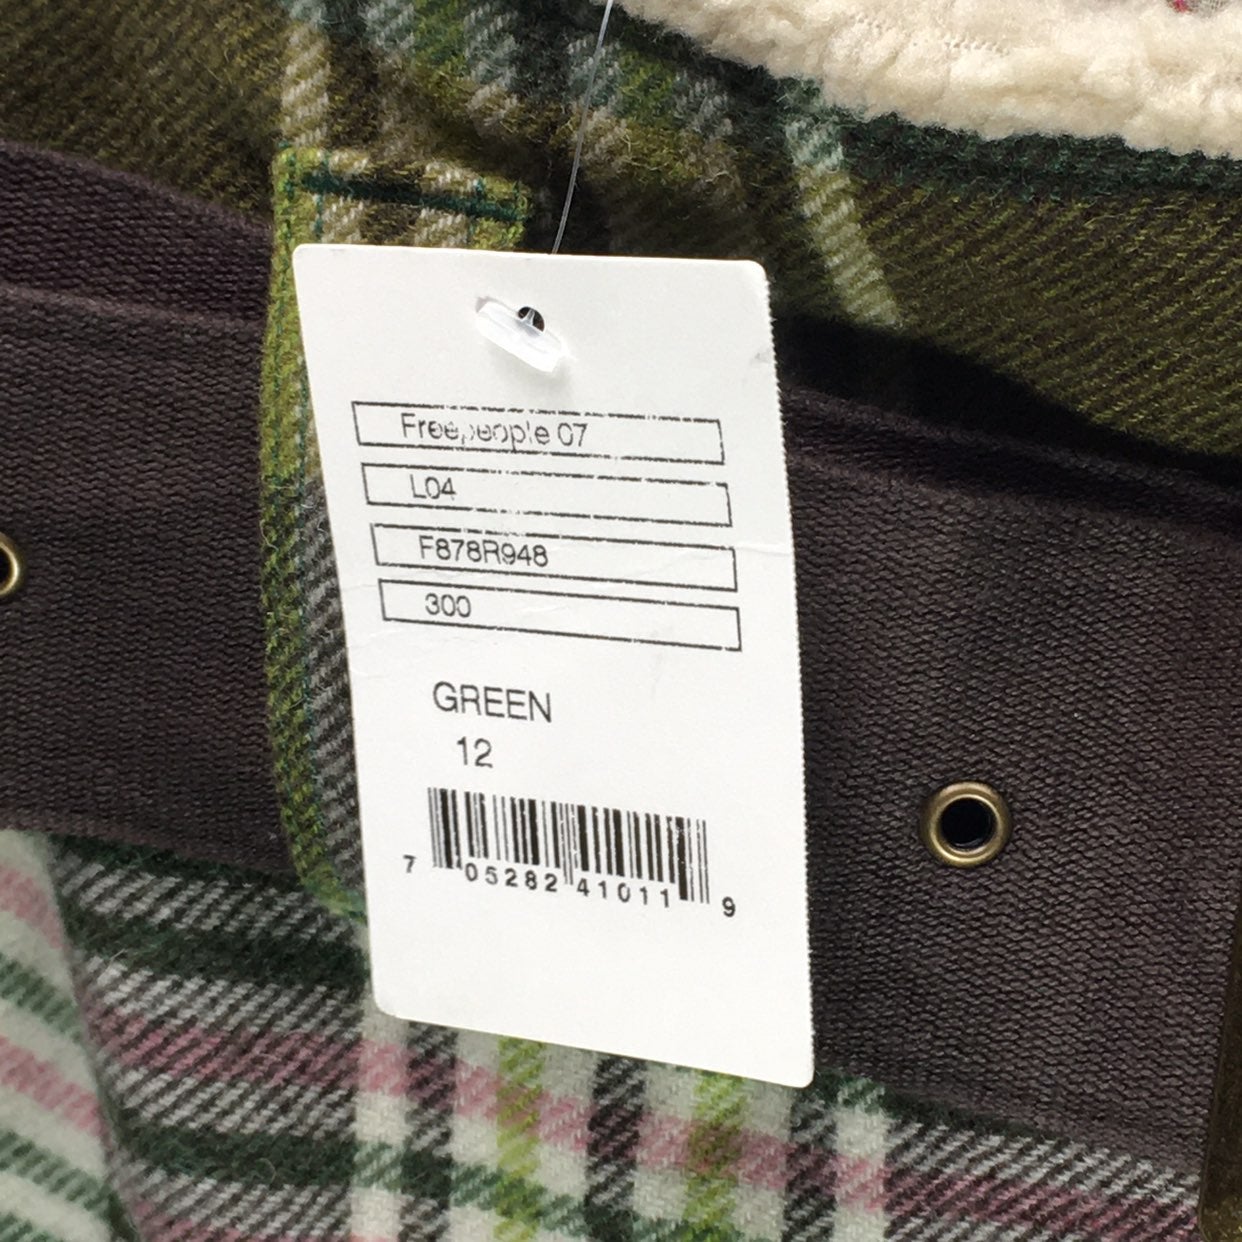 Freepeople 07
L04
F878R948
300
GREEN
12
7 05282 41011 9